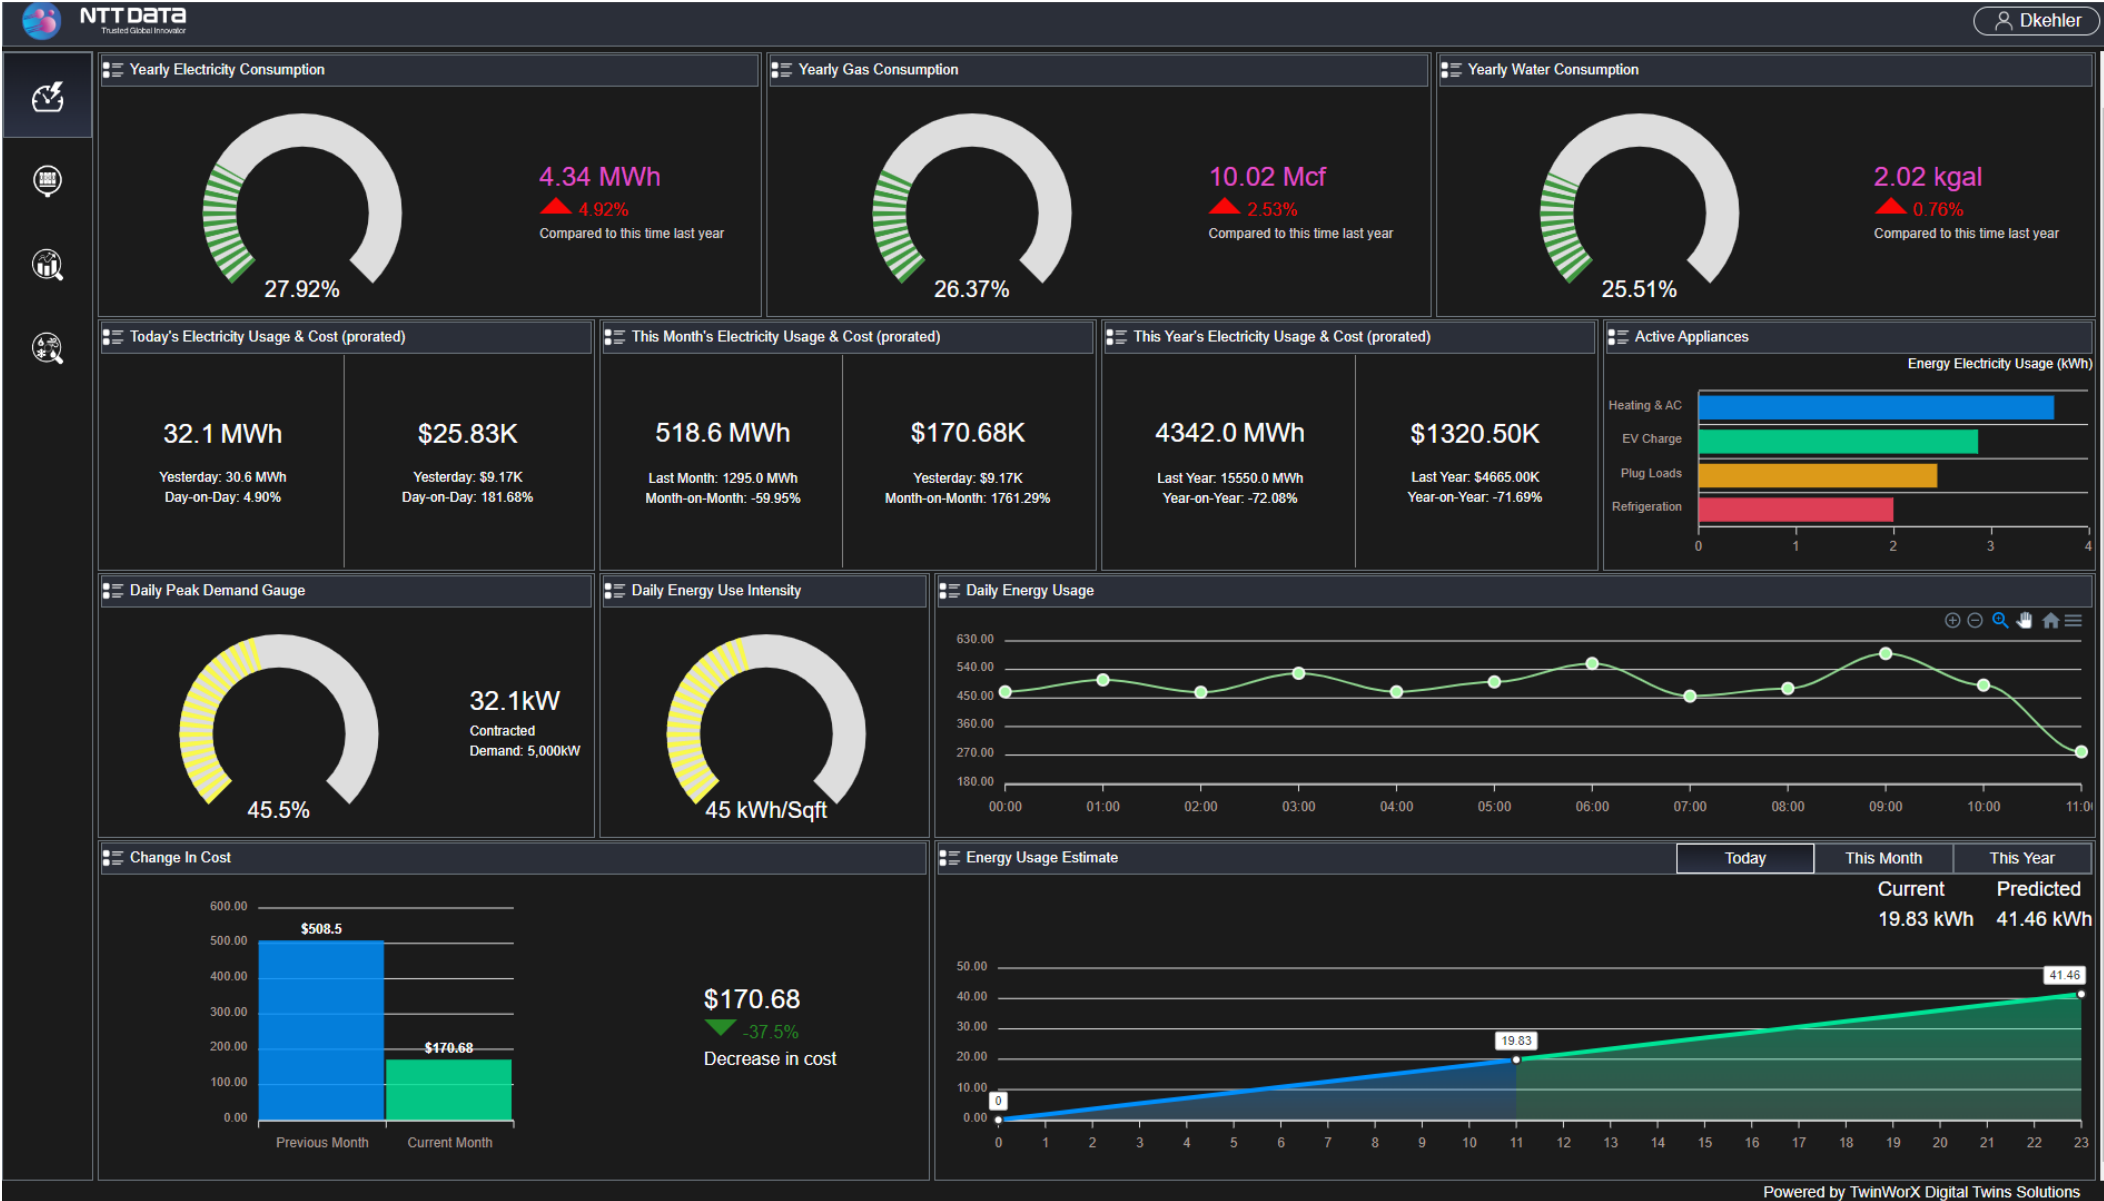 NTT DATA
Trusted Global Innovator
Dkehler
Yearly Electricity Consumption
27.92%
4.34 MWh
4.92%
Compared to this time last year
Yearly Gas Consumption
26.37%
10.02 Mcf
2.53%
Compared to this time last year
Yearly Water Consumption
25.51%
2.02 kgal
0.76%
Compared to this time last year
Today's Electricity Usage & Cost (prorated)
32.1 MWh
Yesterday: 30.6 MWh
Day-on-Day: 4.90%
$25.83K
Yesterday: $9.17K
Day-on-Day: 181.68%
This Month's Electricity Usage & Cost (prorated)
518.6 MWh
Last Month: 1295.0 MWh
Month-on-Month: -59.95%
$170.68K
Yesterday: $9.17K
Month-on-Month: 1761.29%
This Year's Electricity Usage & Cost (prorated)
4342.0 MWh
Last Year: 15550.0 MWh
Year-on-Year: -72.08%
$1320.50K
Last Year: $4665.00K
Year-on-Year: -71.69%
Active Appliances
Energy Electricity Usage (kWh)
Heating & AC
EV Charge
Plug Loads
Refrigeration
0 1 2 3 4
Daily Peak Demand Gauge
45.5%
32.1kW
Contracted
Demand: 5,000kW
Daily Energy Use Intensity
45 kWh/Sqft
Daily Energy Usage
630.00
540.00
450.00
360.00
270.00
180.00
00:00 01:00 02:00 03:00 04:00 05:00 06:00 07:00 08:00 09:00 10:00 11:0
Change In Cost
600.00
500.00
400.00
300.00
200.00
100.00
0.00
$508.5
$170.68
Previous Month Current Month
$170.68
-37.5%
Decrease in cost
Energy Usage Estimate
Today This Month This Year
Current Predicted
19.83 kWh 41.46 kWh
50.00
40.00
30.00
20.00
10.00
0.00
0
19.83
41.46
0 1 2 3 4 5 6 7 8 9 10 11 12 13 14 15 16 17 18 19 20 21 22 23
Powered by TwinWorX Digital Twins Solutions